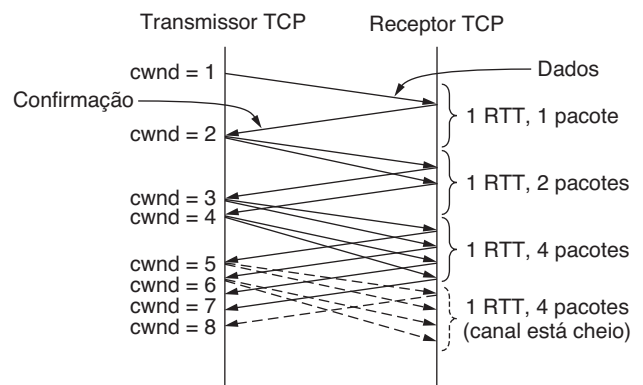 Transmissor TCP
Receptor TCP
cwnd = 1
Dados
Confirmação
1 RTT, 1 pacote
cwnd = 2
1 RTT, 2 pacotes
cwnd = 3
cwnd = 4
1 RTT, 4 pacotes
cwnd = 5
cwnd = 6
cwnd = 7
cwnd = 8
1 RTT, 4 pacotes
(canal está cheio)